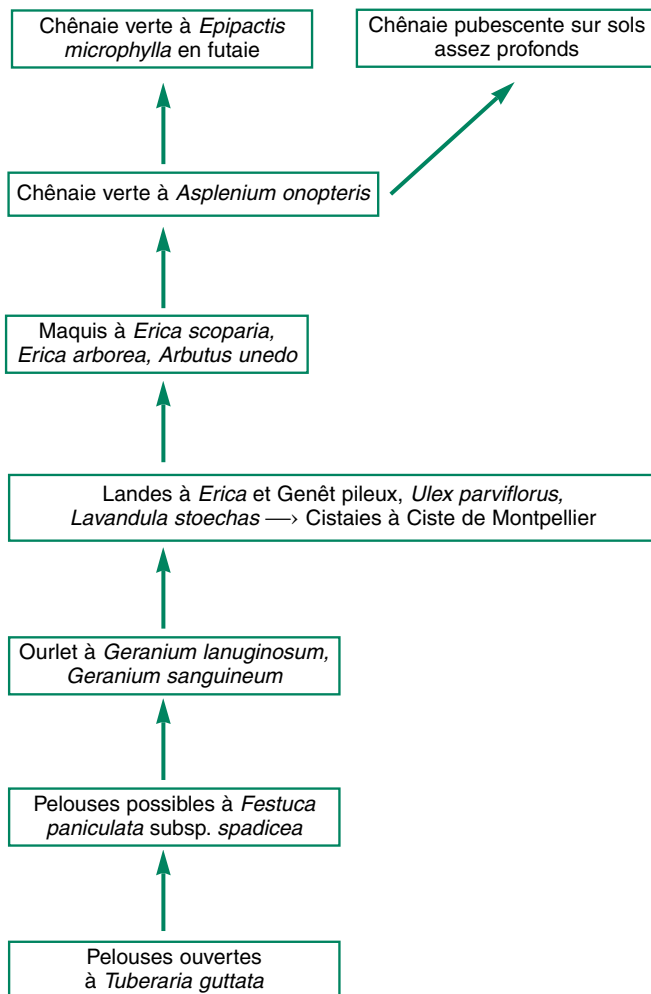 Chênaie verte à Epipactis
microphylla en futaie
Chênaie pubescente sur sols
assez profonds
Chênaie verte à Asplenium onopteris
Maquis à Erica scoparia,
Erica arborea, Arbutus unedo
Landes à Erica et Genêt pileux, Ulex parviflorus,
Lavandula stoechas → Cistaies à Ciste de Montpellier
Ourlet à Geranium lanuginosum,
Geranium sanguineum
Pelouses possibles à Festuca
paniculata subsp. spadicea
Pelouses ouvertes
à Tuberaria guttata